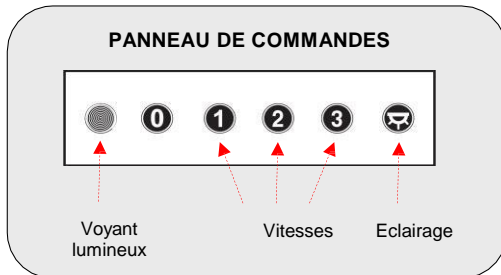 PANNEAU DE COMMANDES
0 1 2 3
Voyant lumineux
Vitesses
Eclairage